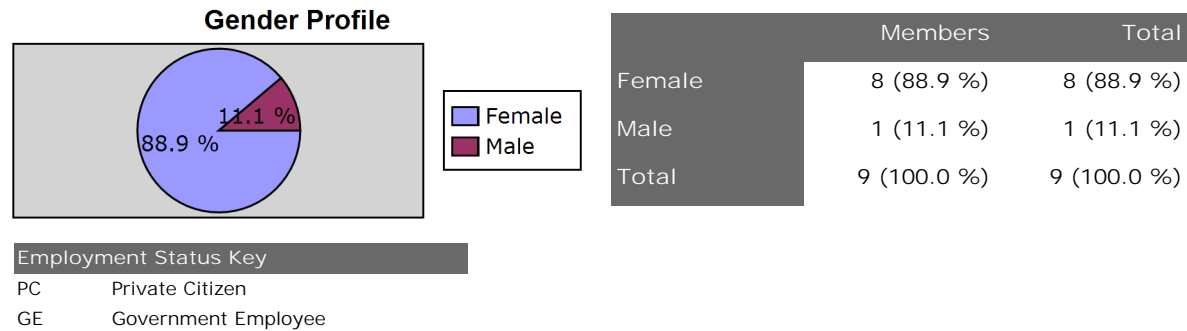 Gender Profile
11.1 %
88.9 %
Female
Male
Members Total
Female 8 (88.9 %) 8 (88.9 %)
Male 1 (11.1 %) 1 (11.1 %)
Total 9 (100.0 %) 9 (100.0 %)
Employment Status Key
PC Private Citizen
GE Government Employee